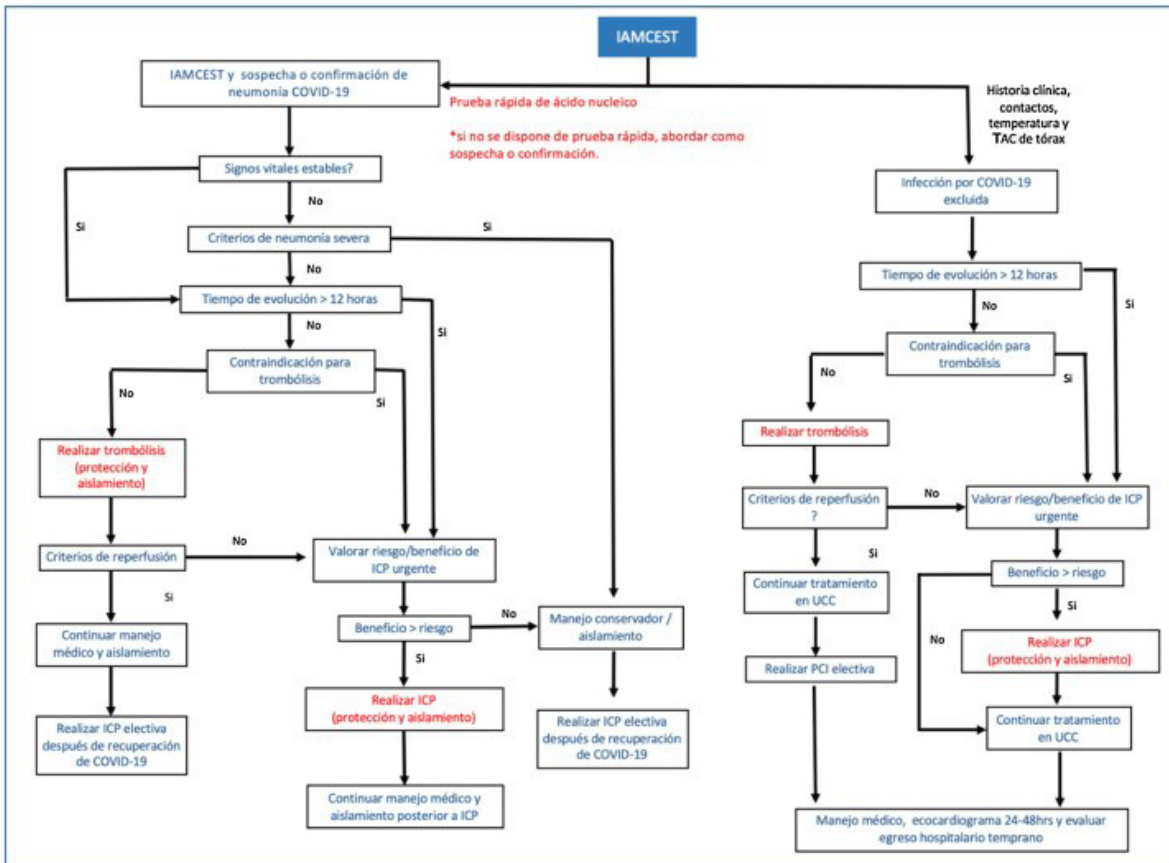 IAMCEST
IAMCEST y sospecha o confirmación de
neumonía COVID-19
Prueba rápida de ácido nucleico
*si no se dispone de prueba rápida, abordar como
sospecha o confirmación.
Historia clínica,
contactos,
temperatura y
TAC de tórax
Signos vitales estables?
No
Si
Criterios de neumonía severa
Si
No
Tiempo de evolución > 12 horas
No
Si
Contraindicación para
trombólisis
No
Si
Realizar trombólisis
(protección y
aislamiento)
Criterios de reperfusión
No
Si
Valorar riesgo/beneficio de
ICP urgente
Continuar manejo
médico y aislamiento
Beneficio > riesgo
No
Si
Manejo conservador /
aislamiento
Realizar ICP electiva
después de recuperación
de COVID-19
Realizar ICP
(protección y aislamiento)
Realizar ICP electiva
después de recuperación
de COVID-19
Continuar manejo médico y
aislamiento posterior a ICP
Infección por COVID-19
excluida
Tiempo de evolución > 12 horas
No
Si
Contraindicación para
trombólisis
No
Si
Realizar trombólisis
Criterios de reperfusión
?
No
Si
Valorar riesgo/beneficio de ICP
urgente
Continuar tratamiento
en UCC
Beneficio > riesgo
Si
No
Realizar PCI electiva
Realizar ICP
(protección y aislamiento)
Continuar tratamiento
en UCC
Manejo médico, ecocardiograma 24-48hrs y evaluar
egreso hospitalario temprano